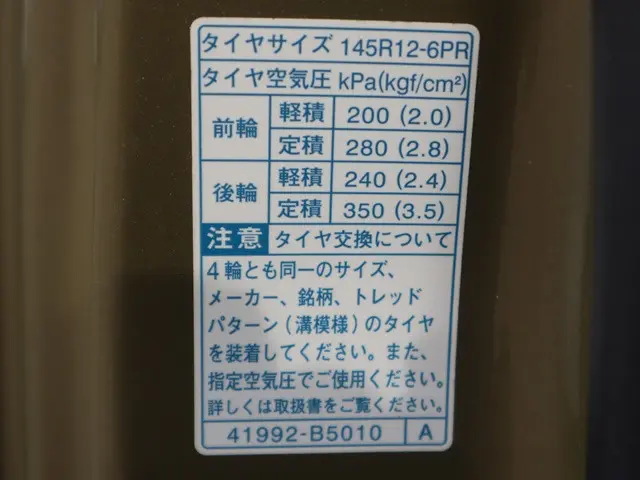 タイヤサイズ 145R12-6PR
タイヤ空気圧 kPa(kgf/cm²)
前輪 軽積 200 (2.0)
定積 280 (2.8)
後輪 軽積 240 (2.4)
定積 350 (3.5)
注意 タイヤ交換について
4輪とも同一のサイズ、
メーカー、銘柄、トレッド
パターン(溝模様)のタイヤ
を装着してください。また、
指定空気圧でご使用ください。
詳しくは取扱書をご覧ください。
41992-B5010 A